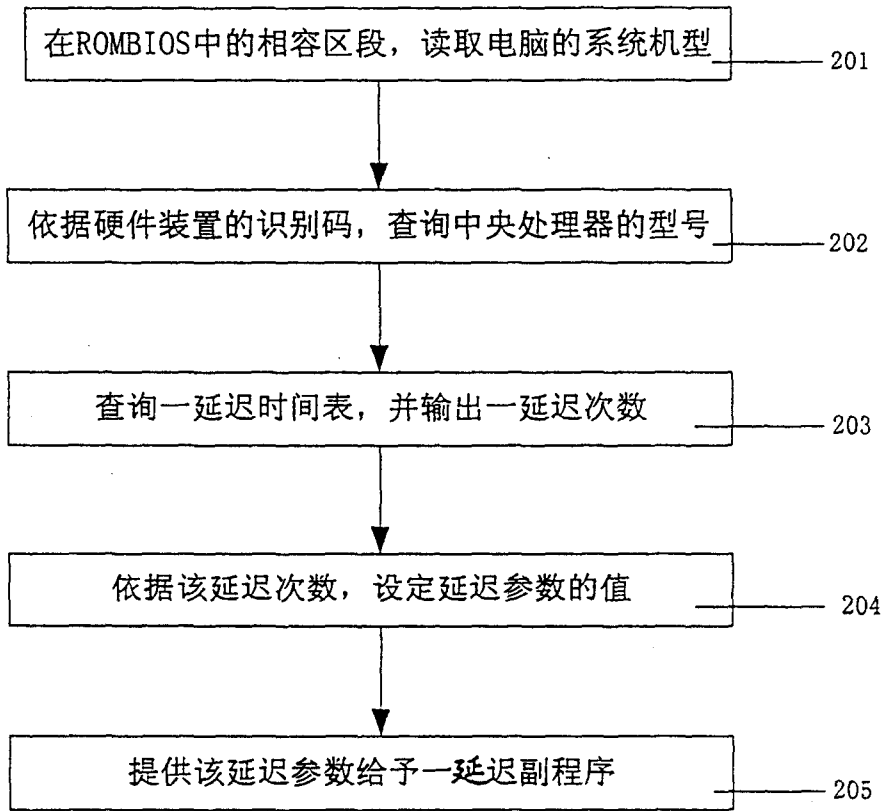 在ROMBIOS中的相容区段，读取电脑的系统机型
201
依据硬件装置的识别码，查询中央处理器的型号
202
查询一延迟时间表，并输出一延迟次数
203
依据该延迟次数，设定延迟参数的值
204
提供该延迟参数给予一延迟副程序
205